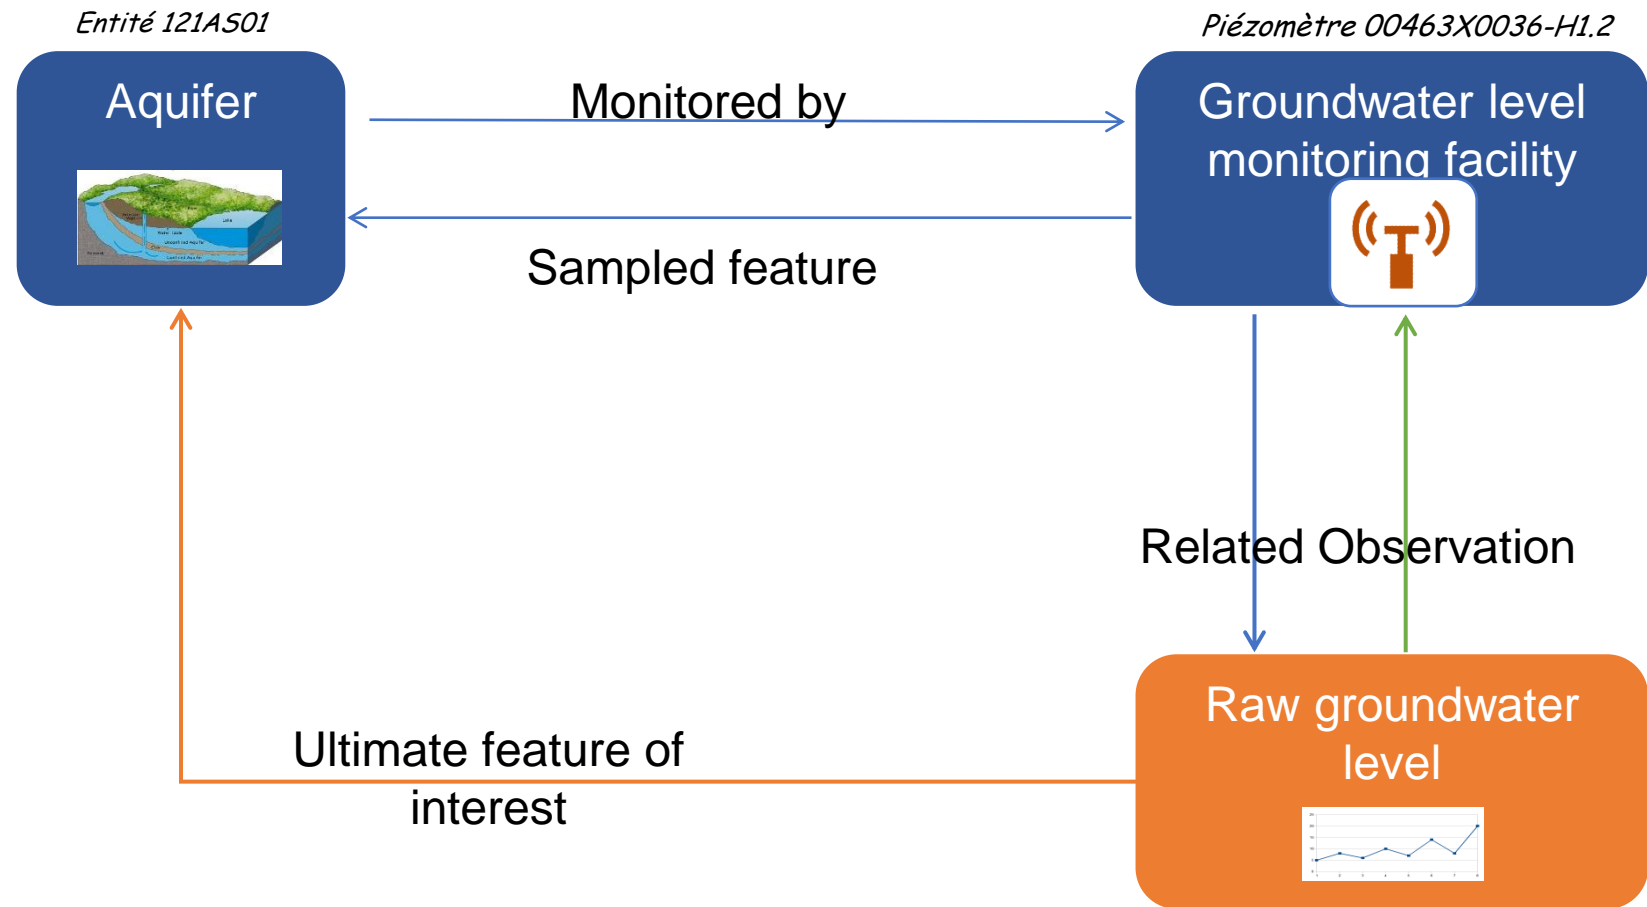 Entité 121AS01
Piézomètre 00463X0036-H1.2
Aquifer
Monitored by
Groundwater level
monitoring facility
Sampled feature
Lake
Related Observation
Raw groundwater
level
Ultimate feature of
interest